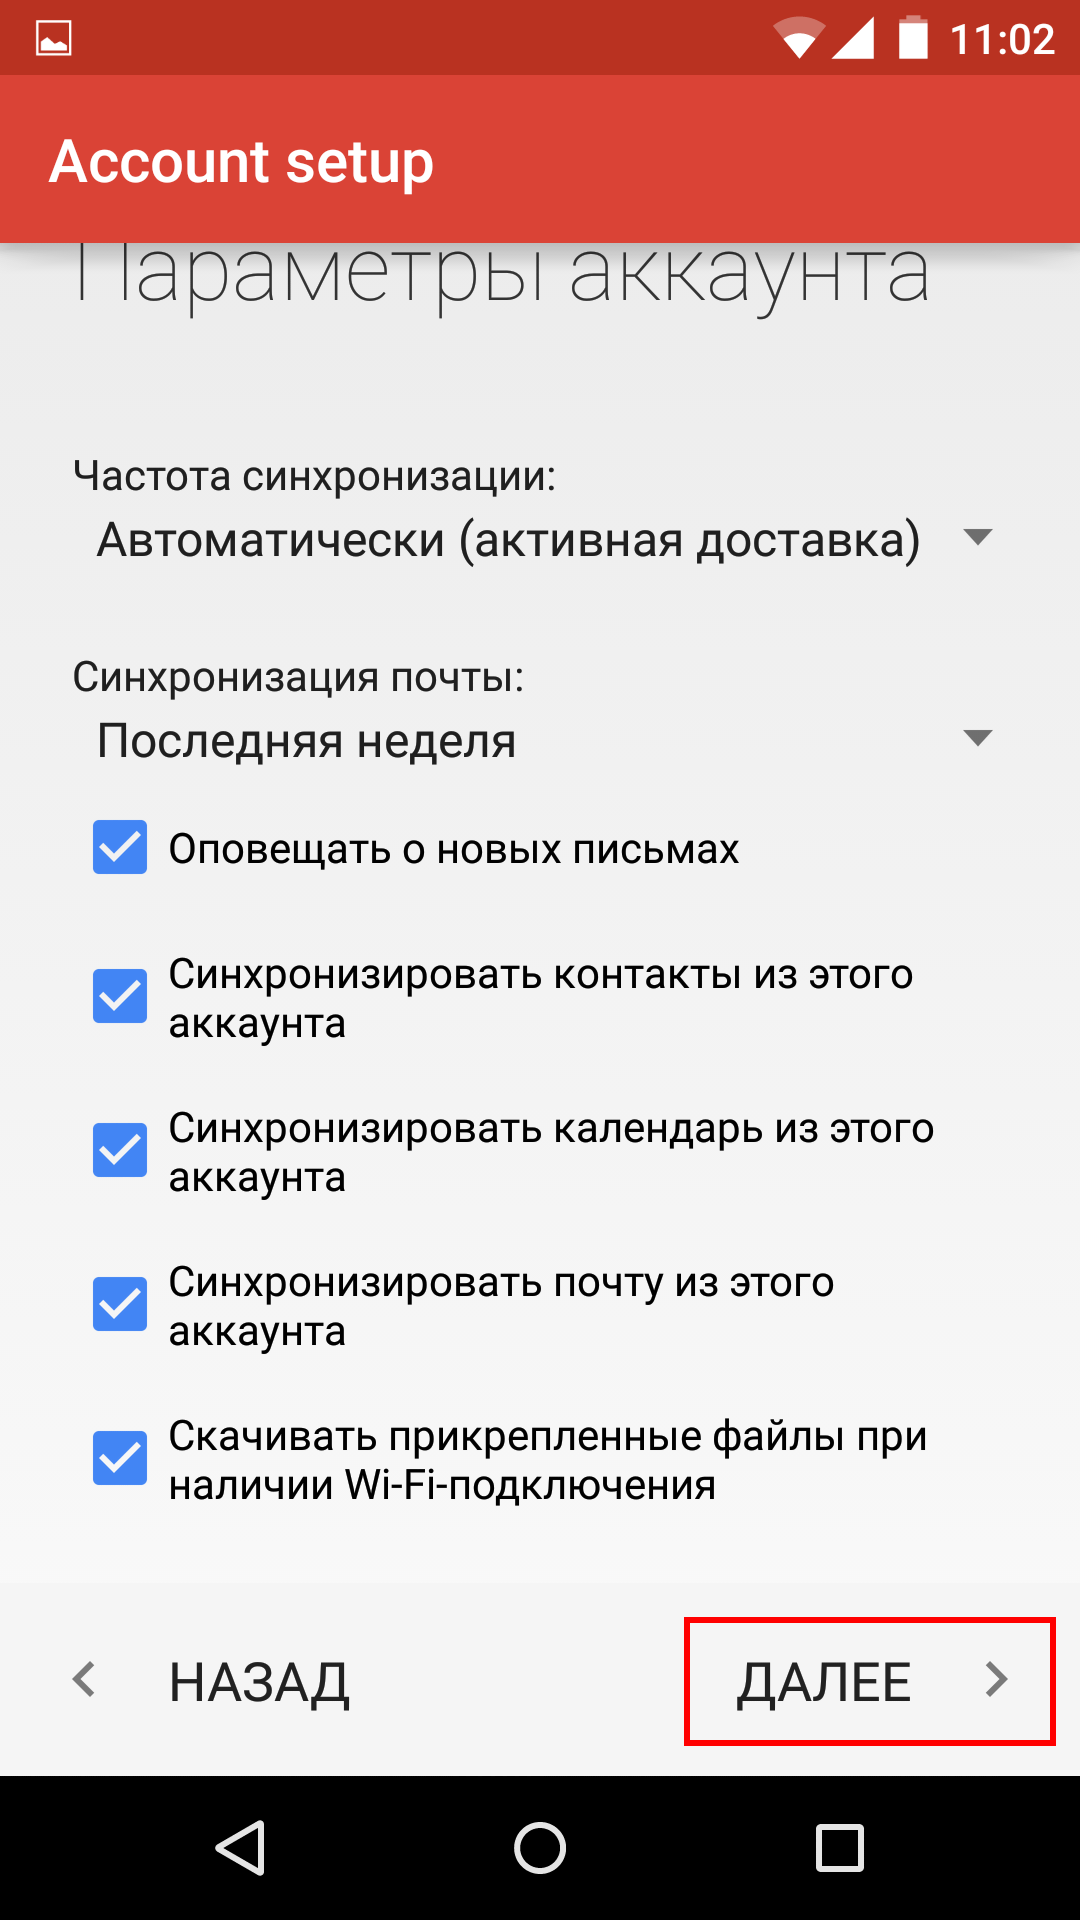 11:02
Account setup
Параметры аккаунта
Частота синхронизации:
Автоматически (активная доставка)
Синхронизация почты:
Последняя неделя
Оповещать о новых письмах
Синхронизировать контакты из этого
аккаунта
Синхронизировать календарь из этого
аккаунта
Синхронизировать почту из этого
аккаунта
Скачивать прикрепленные файлы при
наличии Wi-Fi-подключения
НАЗАД
ДАЛЕЕ